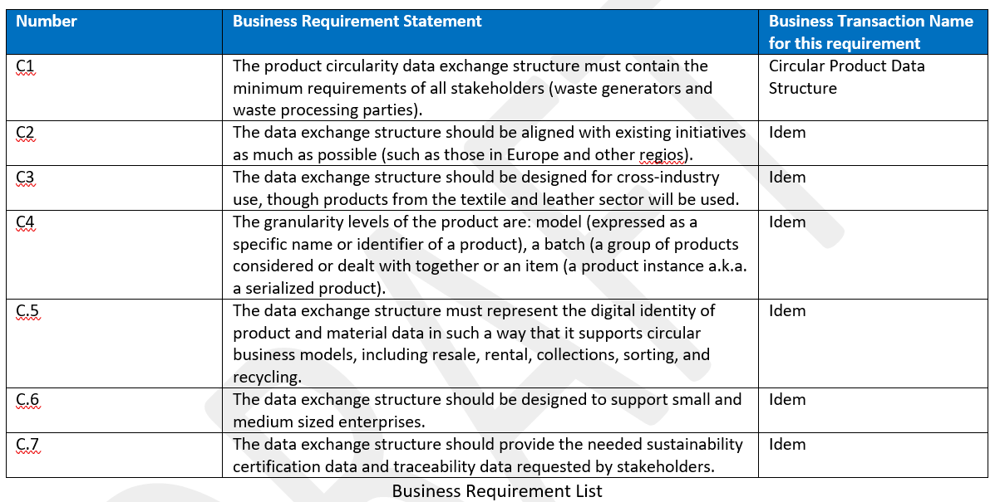 Number Business Requirement Statement Business Transaction Name
for this requirement
C1 The product circularity data exchange structure must contain the Circular Product Data
minimum requirements of all stakeholders (waste generators and Structure
waste processing parties).
C2 The data exchange structure should be aligned with existing initiatives Idem
as much as possible (such as those in Europe and other regios).
C3 The data exchange structure should be designed for cross-industry Idem
use, though products from the textile and leather sector will be used.
C4 The granularity levels of the product are: model (expressed as a Idem
specific name or identifier of a product), a batch (a group of products
considered or dealt with together or an item (a product instance a.k.a.
a serialized product).
C.5 The data exchange structure must represent the digital identity of Idem
product and material data in such a way that it supports circular
business models, including resale, rental, collections, sorting, and
recycling.
C.6 The data exchange structure should be designed to support small and Idem
medium sized enterprises.
C.7 The data exchange structure should provide the needed sustainability Idem
certification data and traceability data requested by stakeholders.
Business Requirement List
DRAFT